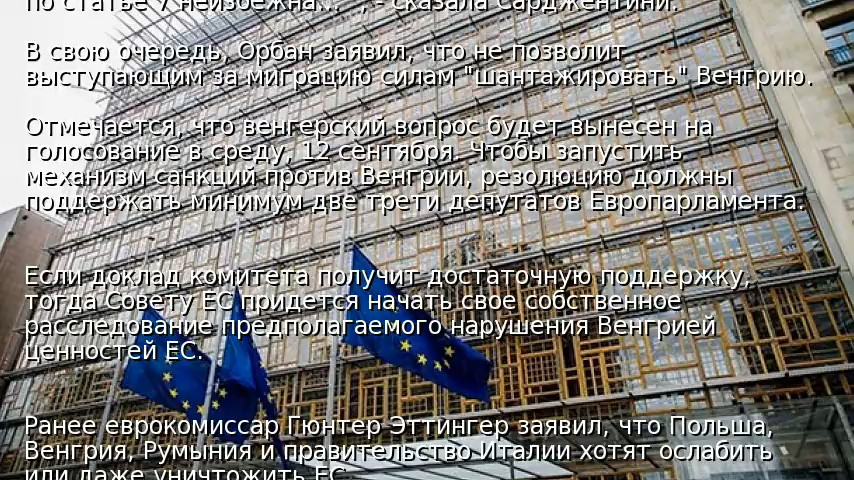 по статье 7 неизбежна... ", - сказала Сарджентини.
В свою очередь, Орбан заявил, что не позволит
выступающим за миграцию силам "шантажировать" Венгрию.
Отмечается, что венгерский вопрос будет вынесен на
голосование в среду, 12 сентября. Чтобы запустить
механизм санкций против Венгрии, резолюцию должны
поддержать минимум две трети депутатов Европарламента.
Если доклад комитета получит достаточную поддержку,
тогда Совету ЕС придется начать свое собственное
расследование предполагаемого нарушения Венгрией
ценностей ЕС.
Ранее еврокомиссар Гюнтер Эттингер заявил, что Польша,
Венгрия, Румыния и правительство Италии хотят ослабить
или даже уничтожить ЕС.